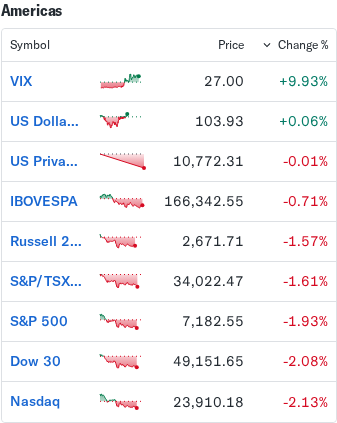 Americas
Symbol Price Change %
VIX 27.00 +9.93%
US Dolla... 103.93 +0.06%
US Priva... 10,772.31 -0.01%
IBOVESPA 166,342.55 -0.71%
Russell 2... 2,671.71 -1.57%
S&P/TSX... 34,022.47 -1.61%
S&P 500 7,182.55 -1.93%
Dow 30 49,151.65 -2.08%
Nasdaq 23,910.18 -2.13%